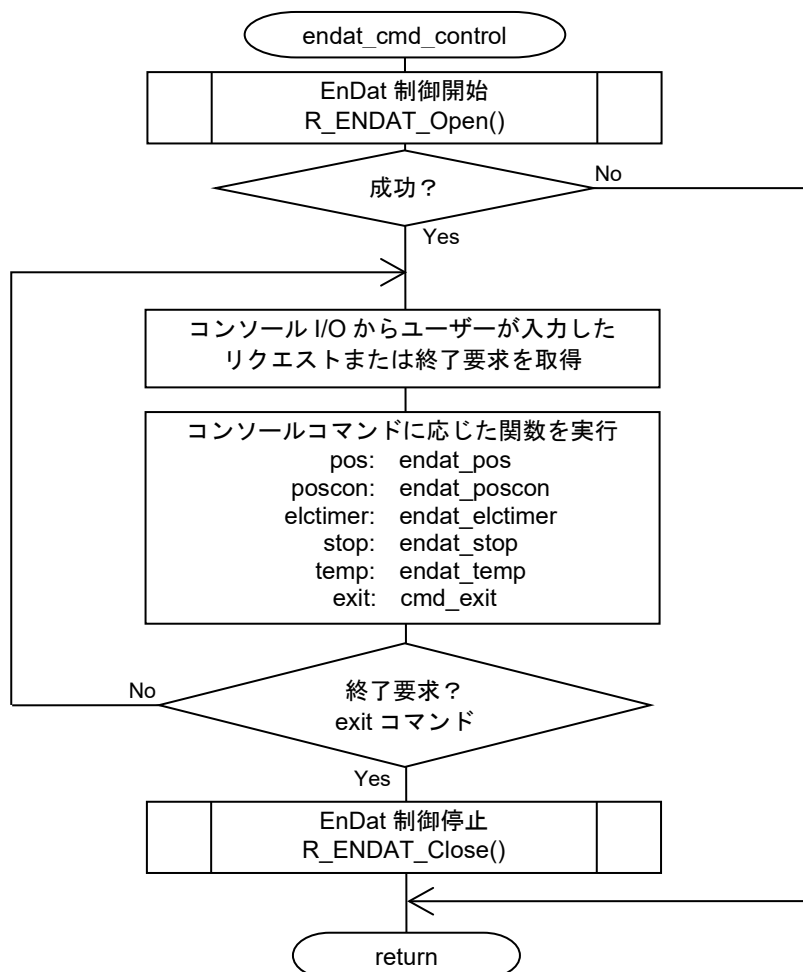 endat_cmd_control
EnDat 制御開始
R_ENDAT_Open()
成功？
No
Yes
コンソール I/O からユーザーが入力した
リクエストまたは終了要求を取得
コンソールコマンドに応じた関数を実行
pos: endat_pos
poscon: endat_poscon
elctimer: endat_elctimer
stop: endat_stop
temp: endat_temp
exit: cmd_exit
No
終了要求？
exit コマンド
Yes
EnDat 制御停止
R_ENDAT_Close()
return